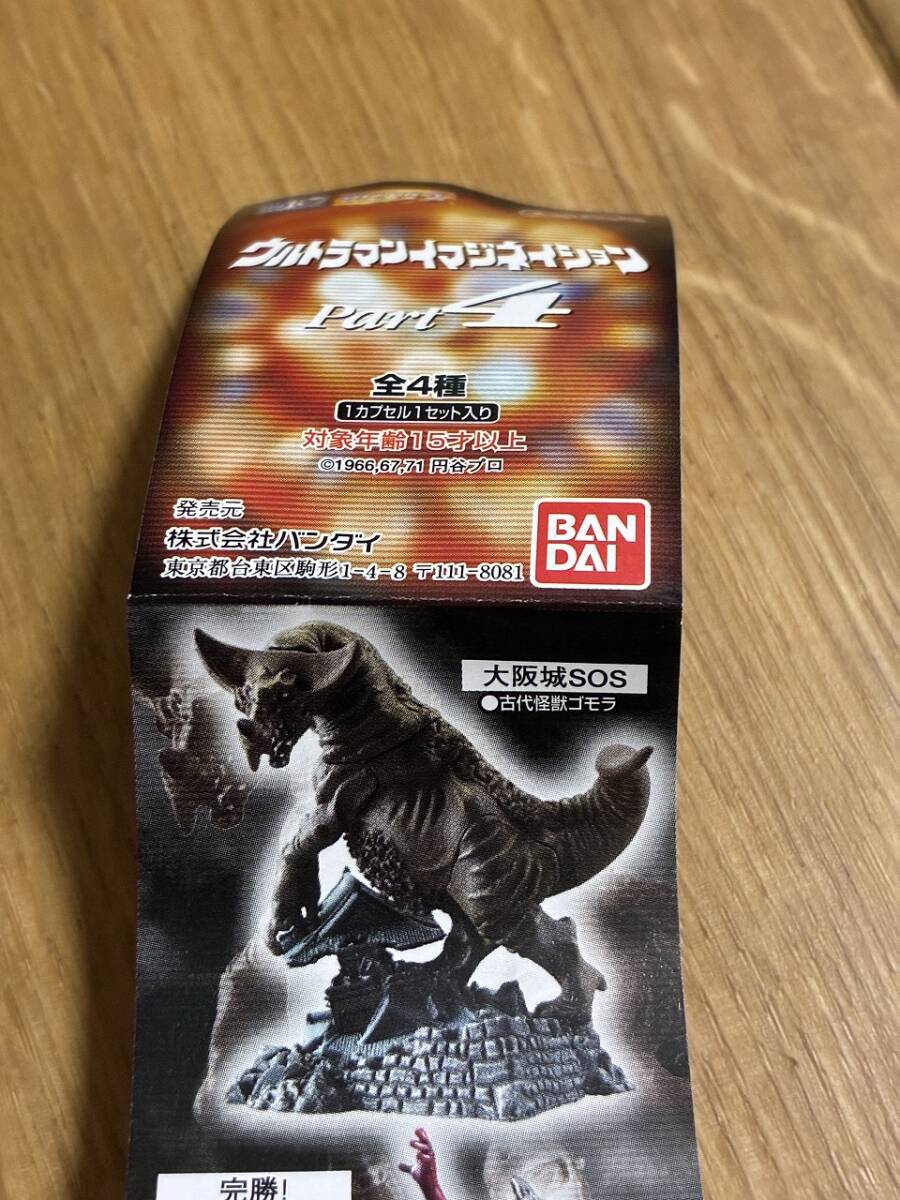 ウルトラマンイマジネイション
Part 4
全4種
1カプセル1セット入り
対象年齢15才以上
©1966,67,71 円谷プロ
発売元
株式会社バンダイ
東京都台東区駒形1-4-8 〒111-8081
BAN
DAI
大阪城SOS
●古代怪獣ゴモラ
完勝!